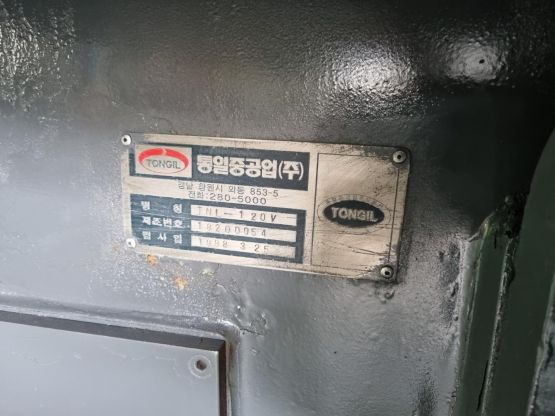 TONGIL
통일중공업(주)
경남 창원시 외동 853-5
전화:280-5000
명 칭 TNL-120V
제조번호 18200054
검사일 1998 3 25
TONGIL